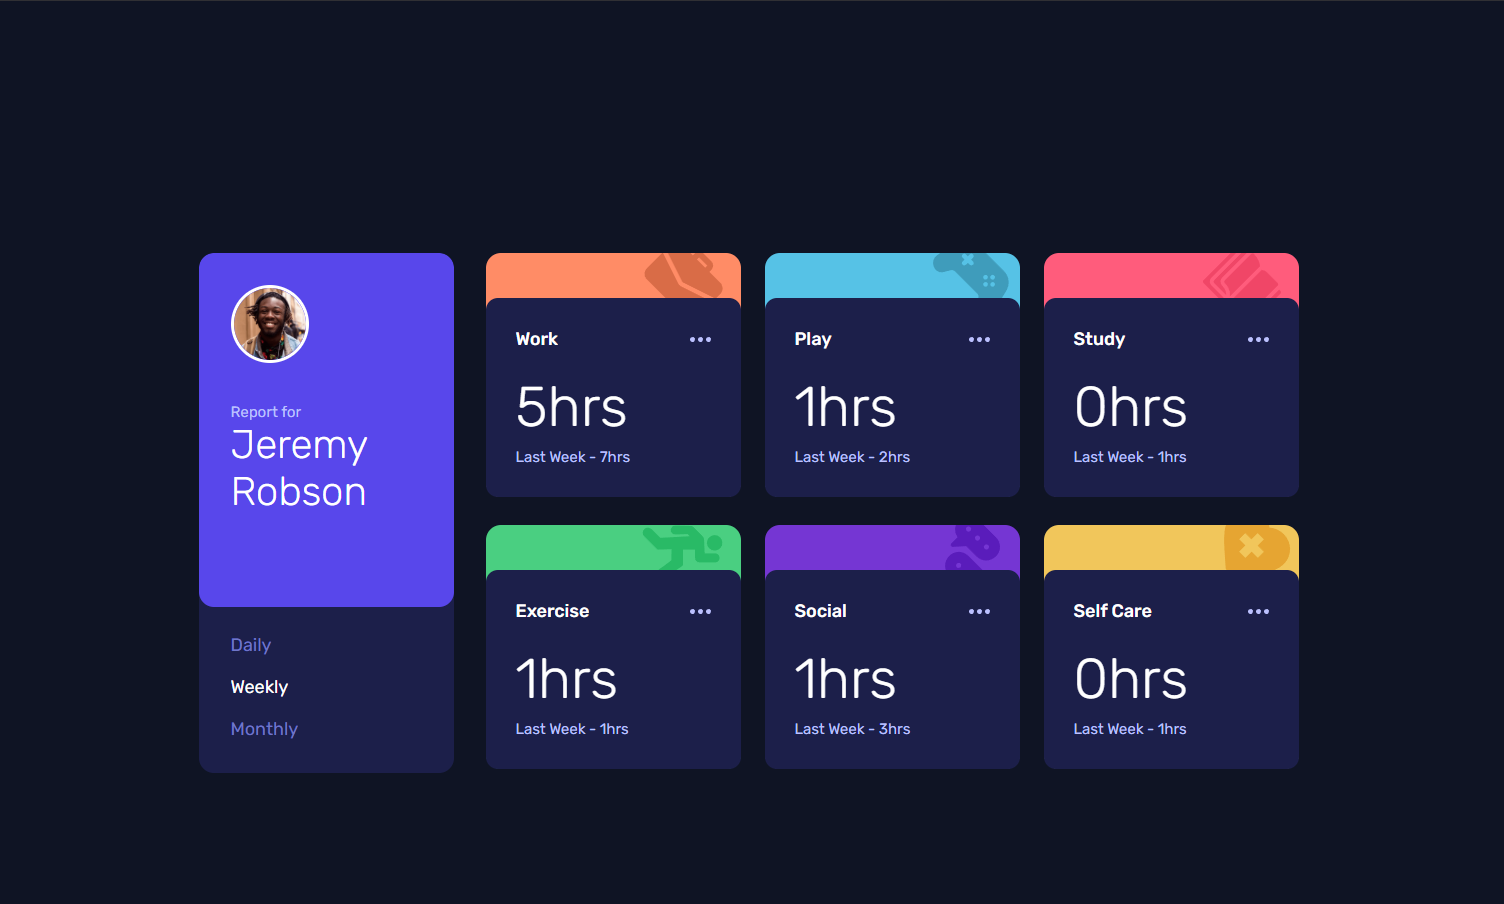 Report for
Jeremy
Robson
Daily
Weekly
Monthly
Work
5hrs
Last Week - 7hrs
Play
1hrs
Last Week - 2hrs
Study
0hrs
Last Week - 1hrs
Exercise
1hrs
Last Week - 1hrs
Social
1hrs
Last Week - 3hrs
Self Care
0hrs
Last Week - 1hrs